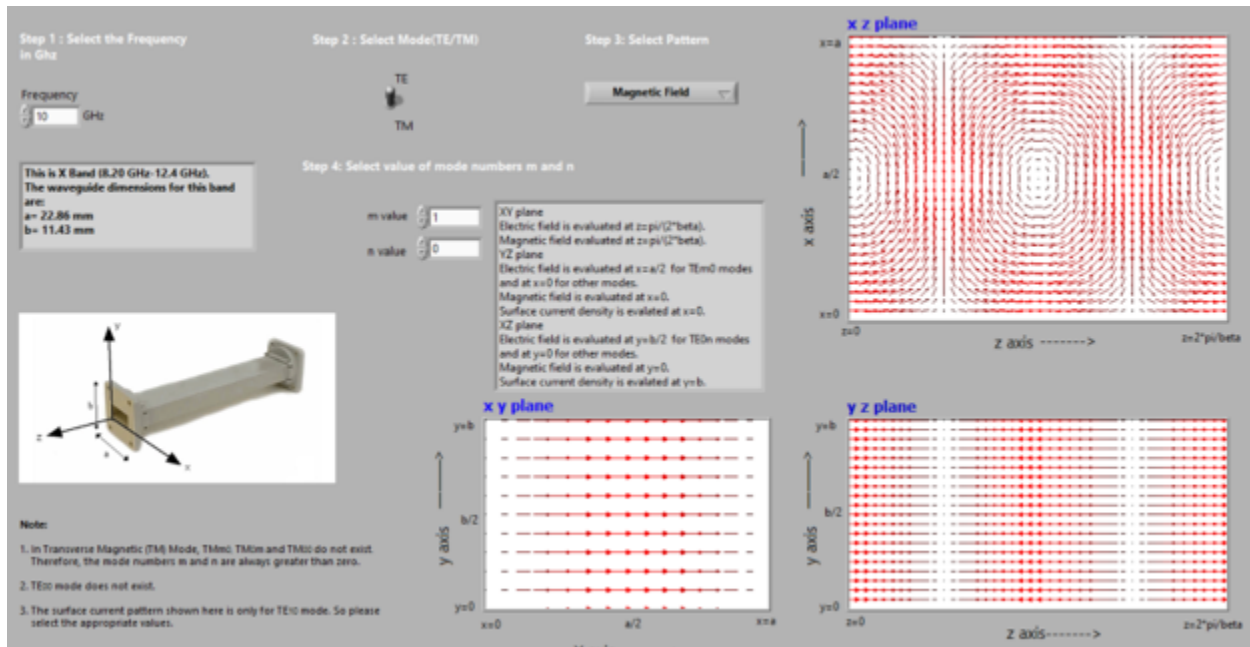 Step 1 : Select the Frequency
in Ghz
Frequency
10 GHz
This is X Band (8.20 GHz-12.4 GHz).
The waveguide dimensions for this band
are:
a= 22.86 mm
b= 11.43 mm
Step 2 : Select Mode(TE/TM)
TE
TM
Step 3: Select Pattern
Magnetic Field
Step 4: Select value of mode numbers m and n
m value 1
n value 0
XY plane
Electric field is evaluated at z=pi/(2*beta).
Magnetic field evaluated at z=pi/(2*beta).
YZ plane
Electric field is evaluated at x=a/2 for TEm0 modes
and at x=0 for other modes.
Magnetic field is evaluated at x=0.
Surface current density is evalated at x=0.
XZ plane
Electric field is evaluated at y=b/2 for TE0n modes
and at y=0 for other modes.
Magnetic field is evaluated at y=0.
Surface current density is evalated at y=b.
y
b
z
a
x
Note:
1. In Transverse Magnetic (TM) Mode, TMm0, TM0m and TM00 do not exist.
Therefore, the mode numbers m and n are always greater than zero.
2. TE00 mode does not exist.
3. The surface current pattern shown here is only for TE10 mode. So please
select the appropriate values.
x z plane
x=a
a/2
x axis ------>
x=0
z=0
z axis ------->
z=2*pi/beta
x y plane
y=b
b/2
y axis ------>
y=0
x=0
a/2
x=a
y z plane
y=b
b/2
y axis ------>
y=0
z=0
z axis------->
z=2*pi/beta